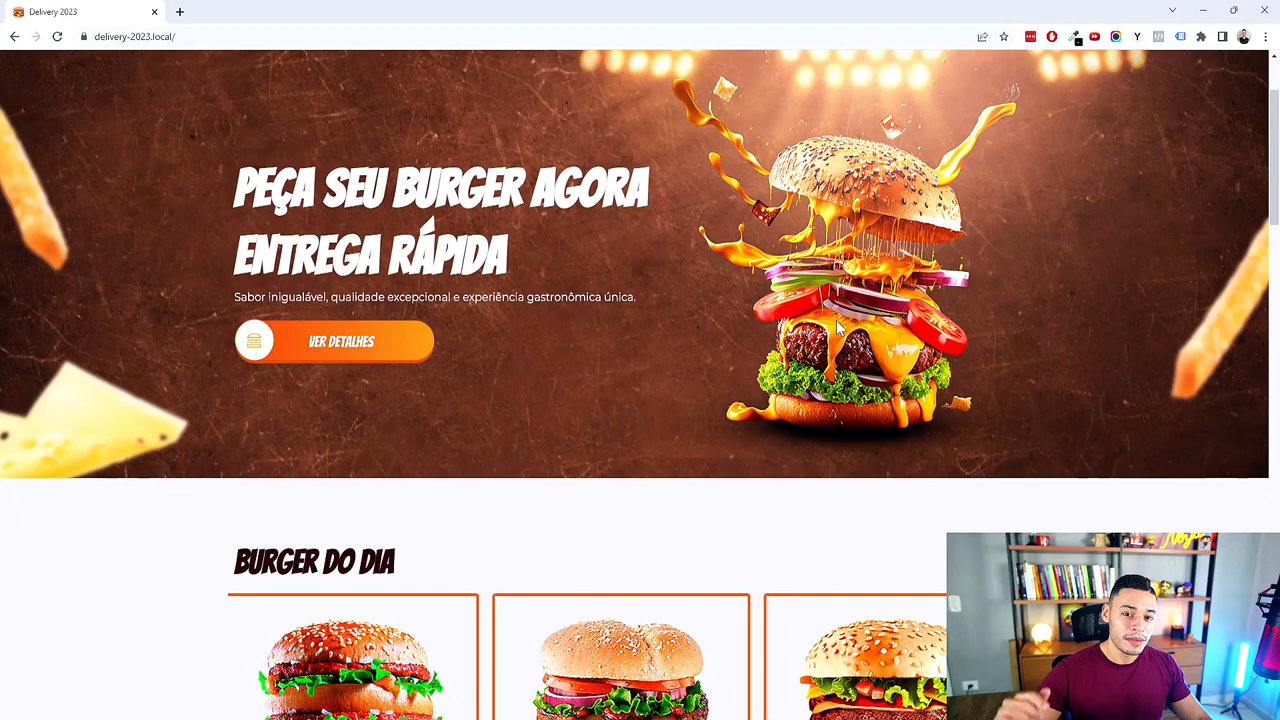 Delivery 2023
delivery-2023.local/
PEÇA SEU BURGER AGORA
ENTREGA RÁPIDA
Sabor inigualável, qualidade excepcional e experiência gastronômica única.
VER DETALHES
BURGER DO DIA